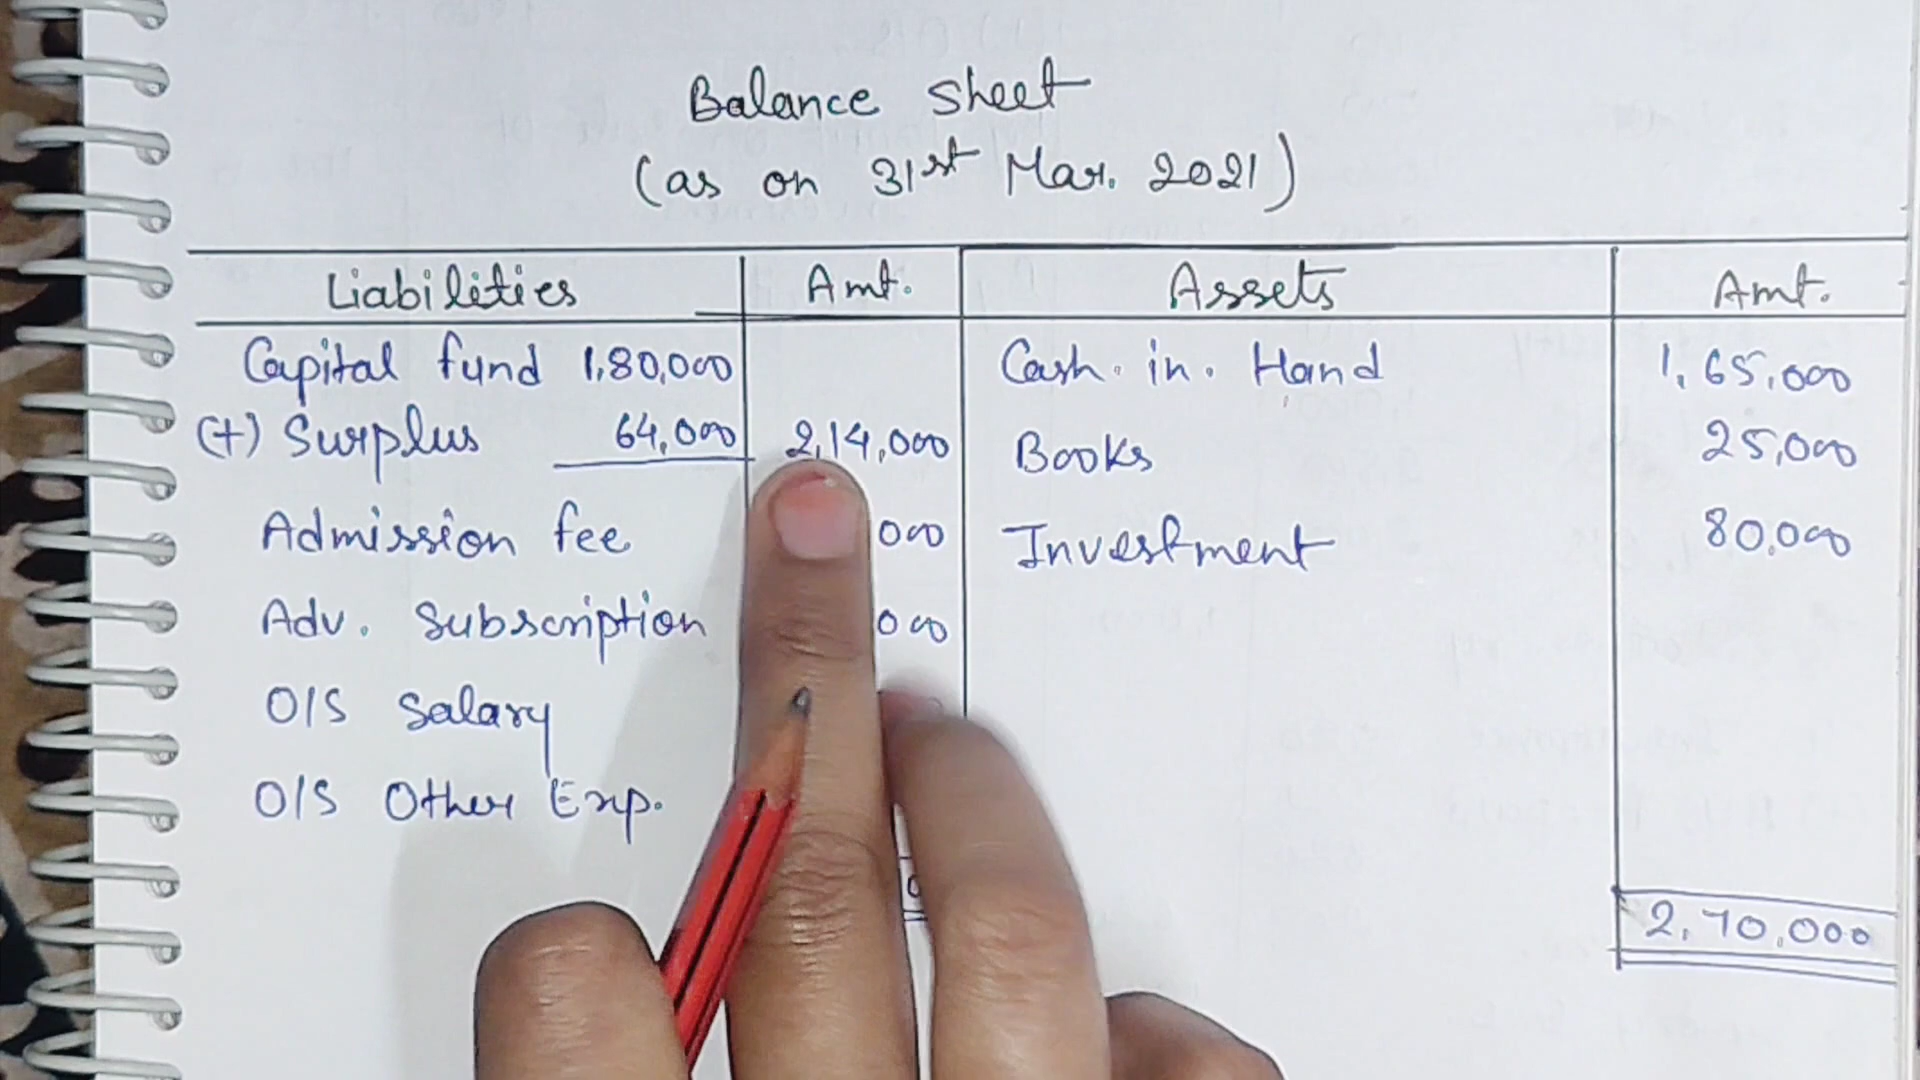 Balance Sheet
(as on 31st Mar. 2021)
Liabilities Amt. Assets Amt.
Capital fund 1,80,000 Cash. in. Hand 1,65,000
(+) Surplus 64,000 2,14,000 Books 25,000
Admission fee 000 Investment 80,000
Adv. Subscription 000
O/S Salary
O/S Other Exp.
2,70,000